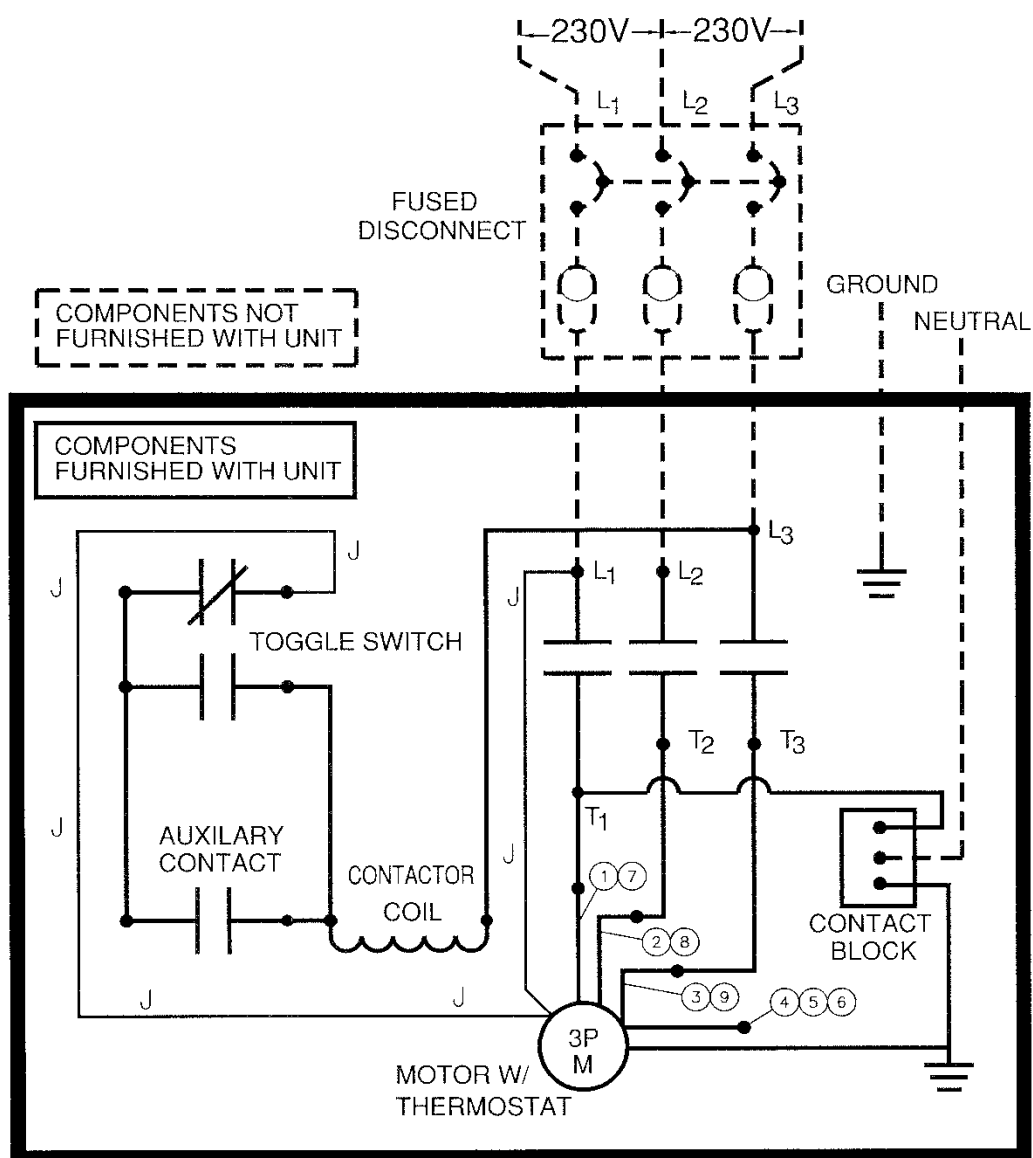 230V 230V
L1 L2 L3
FUSED
DISCONNECT
GROUND
NEUTRAL
COMPONENTS NOT
FURNISHED WITH UNIT
COMPONENTS
FURNISHED WITH UNIT
J
L3
J
J
L1 L2
J
TOGGLE SWITCH
T2 T3
T1
J
AUXILARY
CONTACT
J
CONTACTOR
COIL
1 7
CONTACT
BLOCK
2 8
3 9
4 5 6
J
J
3P
M
MOTOR W/
THERMOSTAT